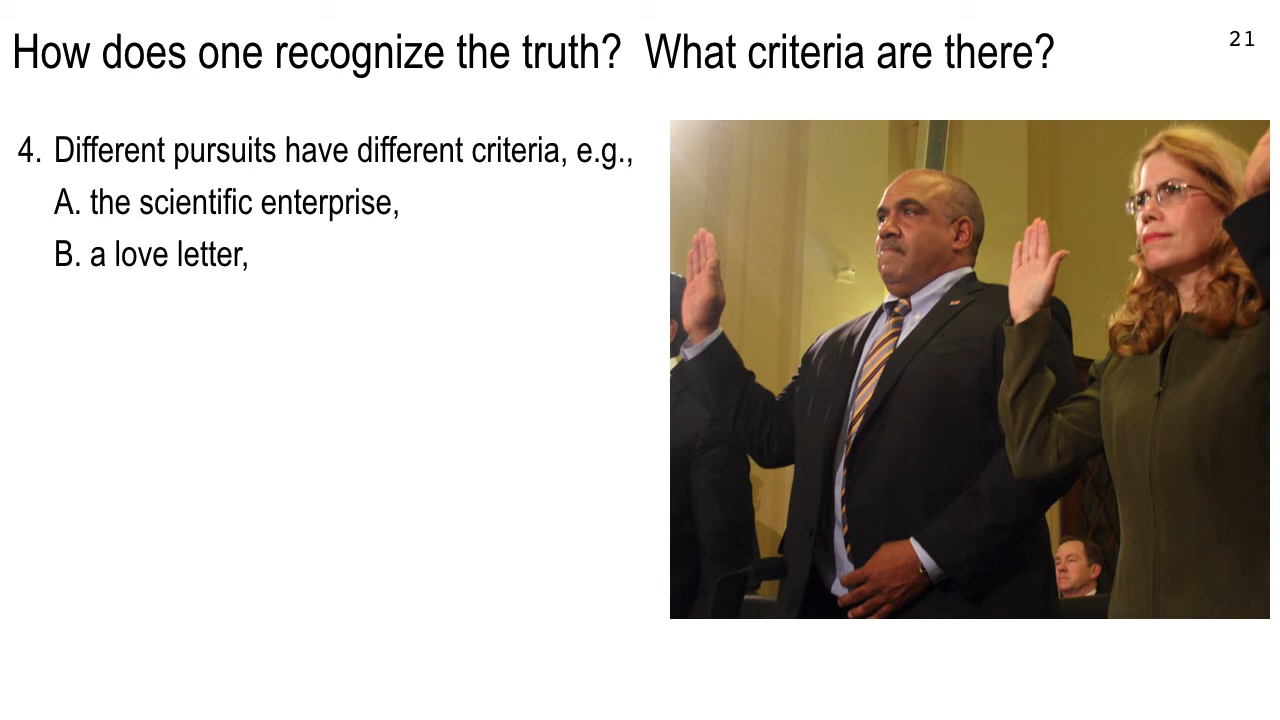 How does one recognize the truth?  What criteria are there?
21
4. Different pursuits have different criteria, e.g.,
A. the scientific enterprise,
B. a love letter,